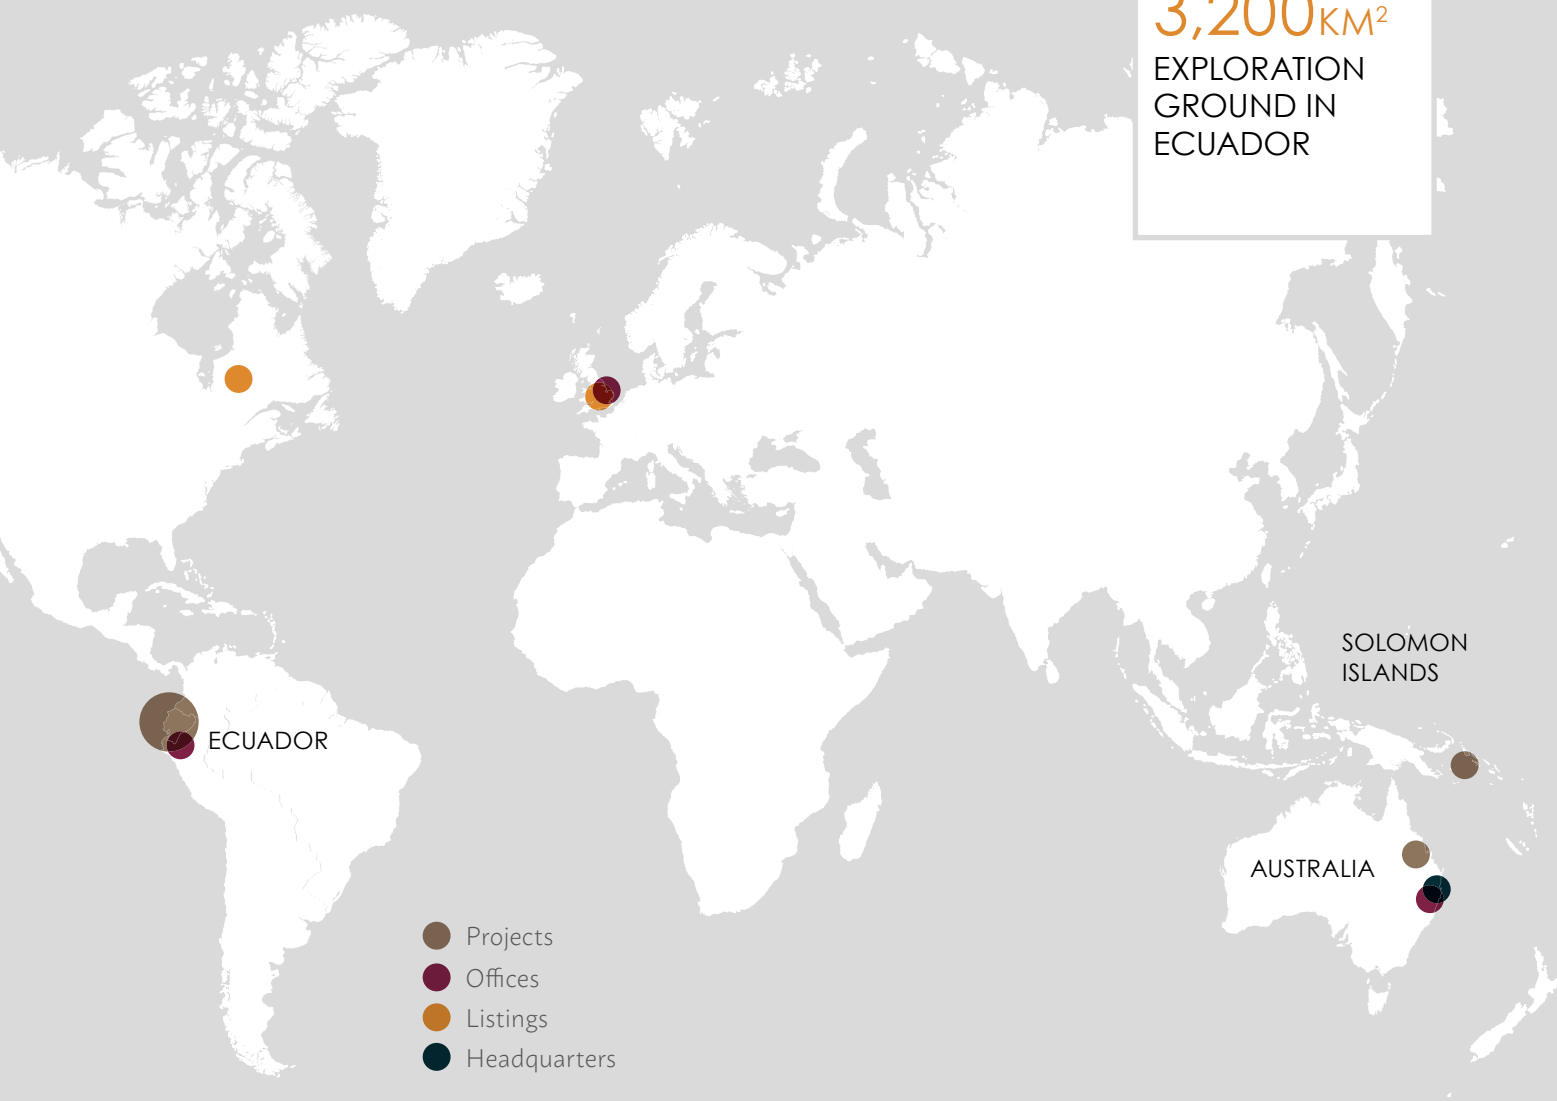 3,200KM²
EXPLORATION
GROUND IN
ECUADOR
SOLOMON
ISLANDS
ECUADOR
AUSTRALIA
Projects
Offices
Listings
Headquarters